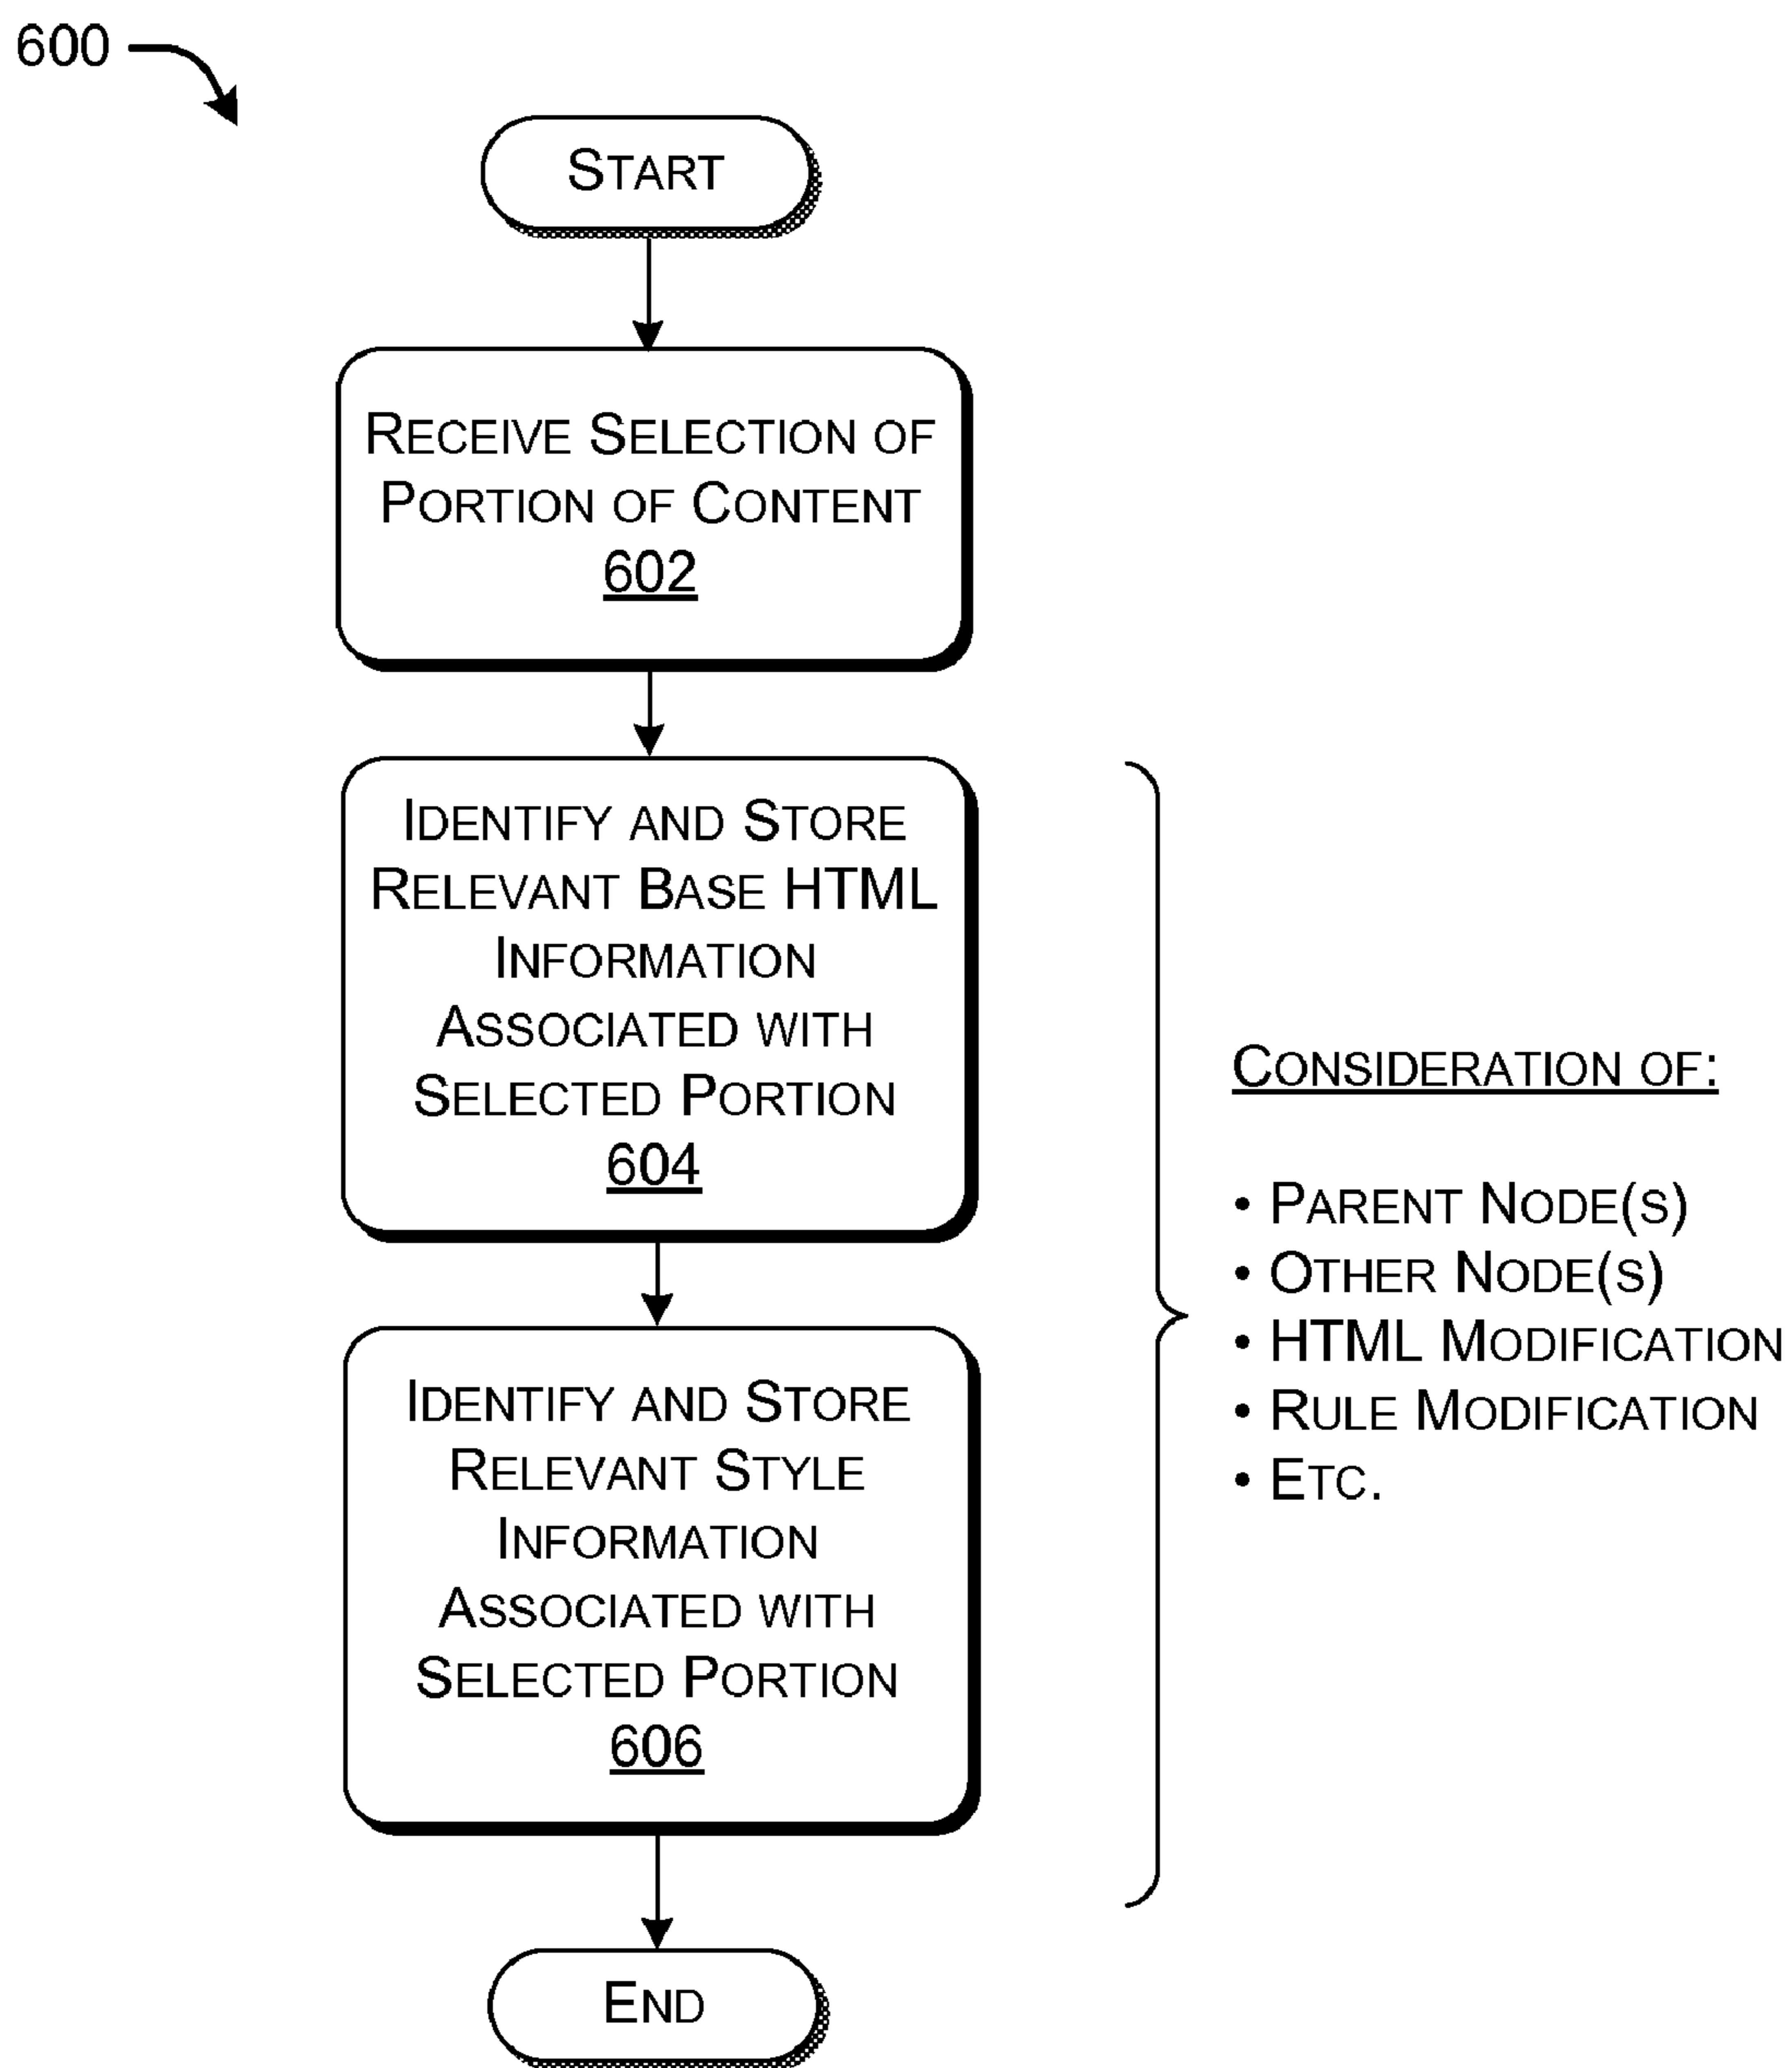 600
START
RECEIVE SELECTION OF
PORTION OF CONTENT
602
IDENTIFY AND STORE
RELEVANT BASE HTML
INFORMATION
ASSOCIATED WITH
SELECTED PORTION
604
IDENTIFY AND STORE
RELEVANT STYLE
INFORMATION
ASSOCIATED WITH
SELECTED PORTION
606
END
CONSIDERATION OF:
• PARENT NODE(S)
• OTHER NODE(S)
• HTML MODIFICATION
• RULE MODIFICATION
• ETC.